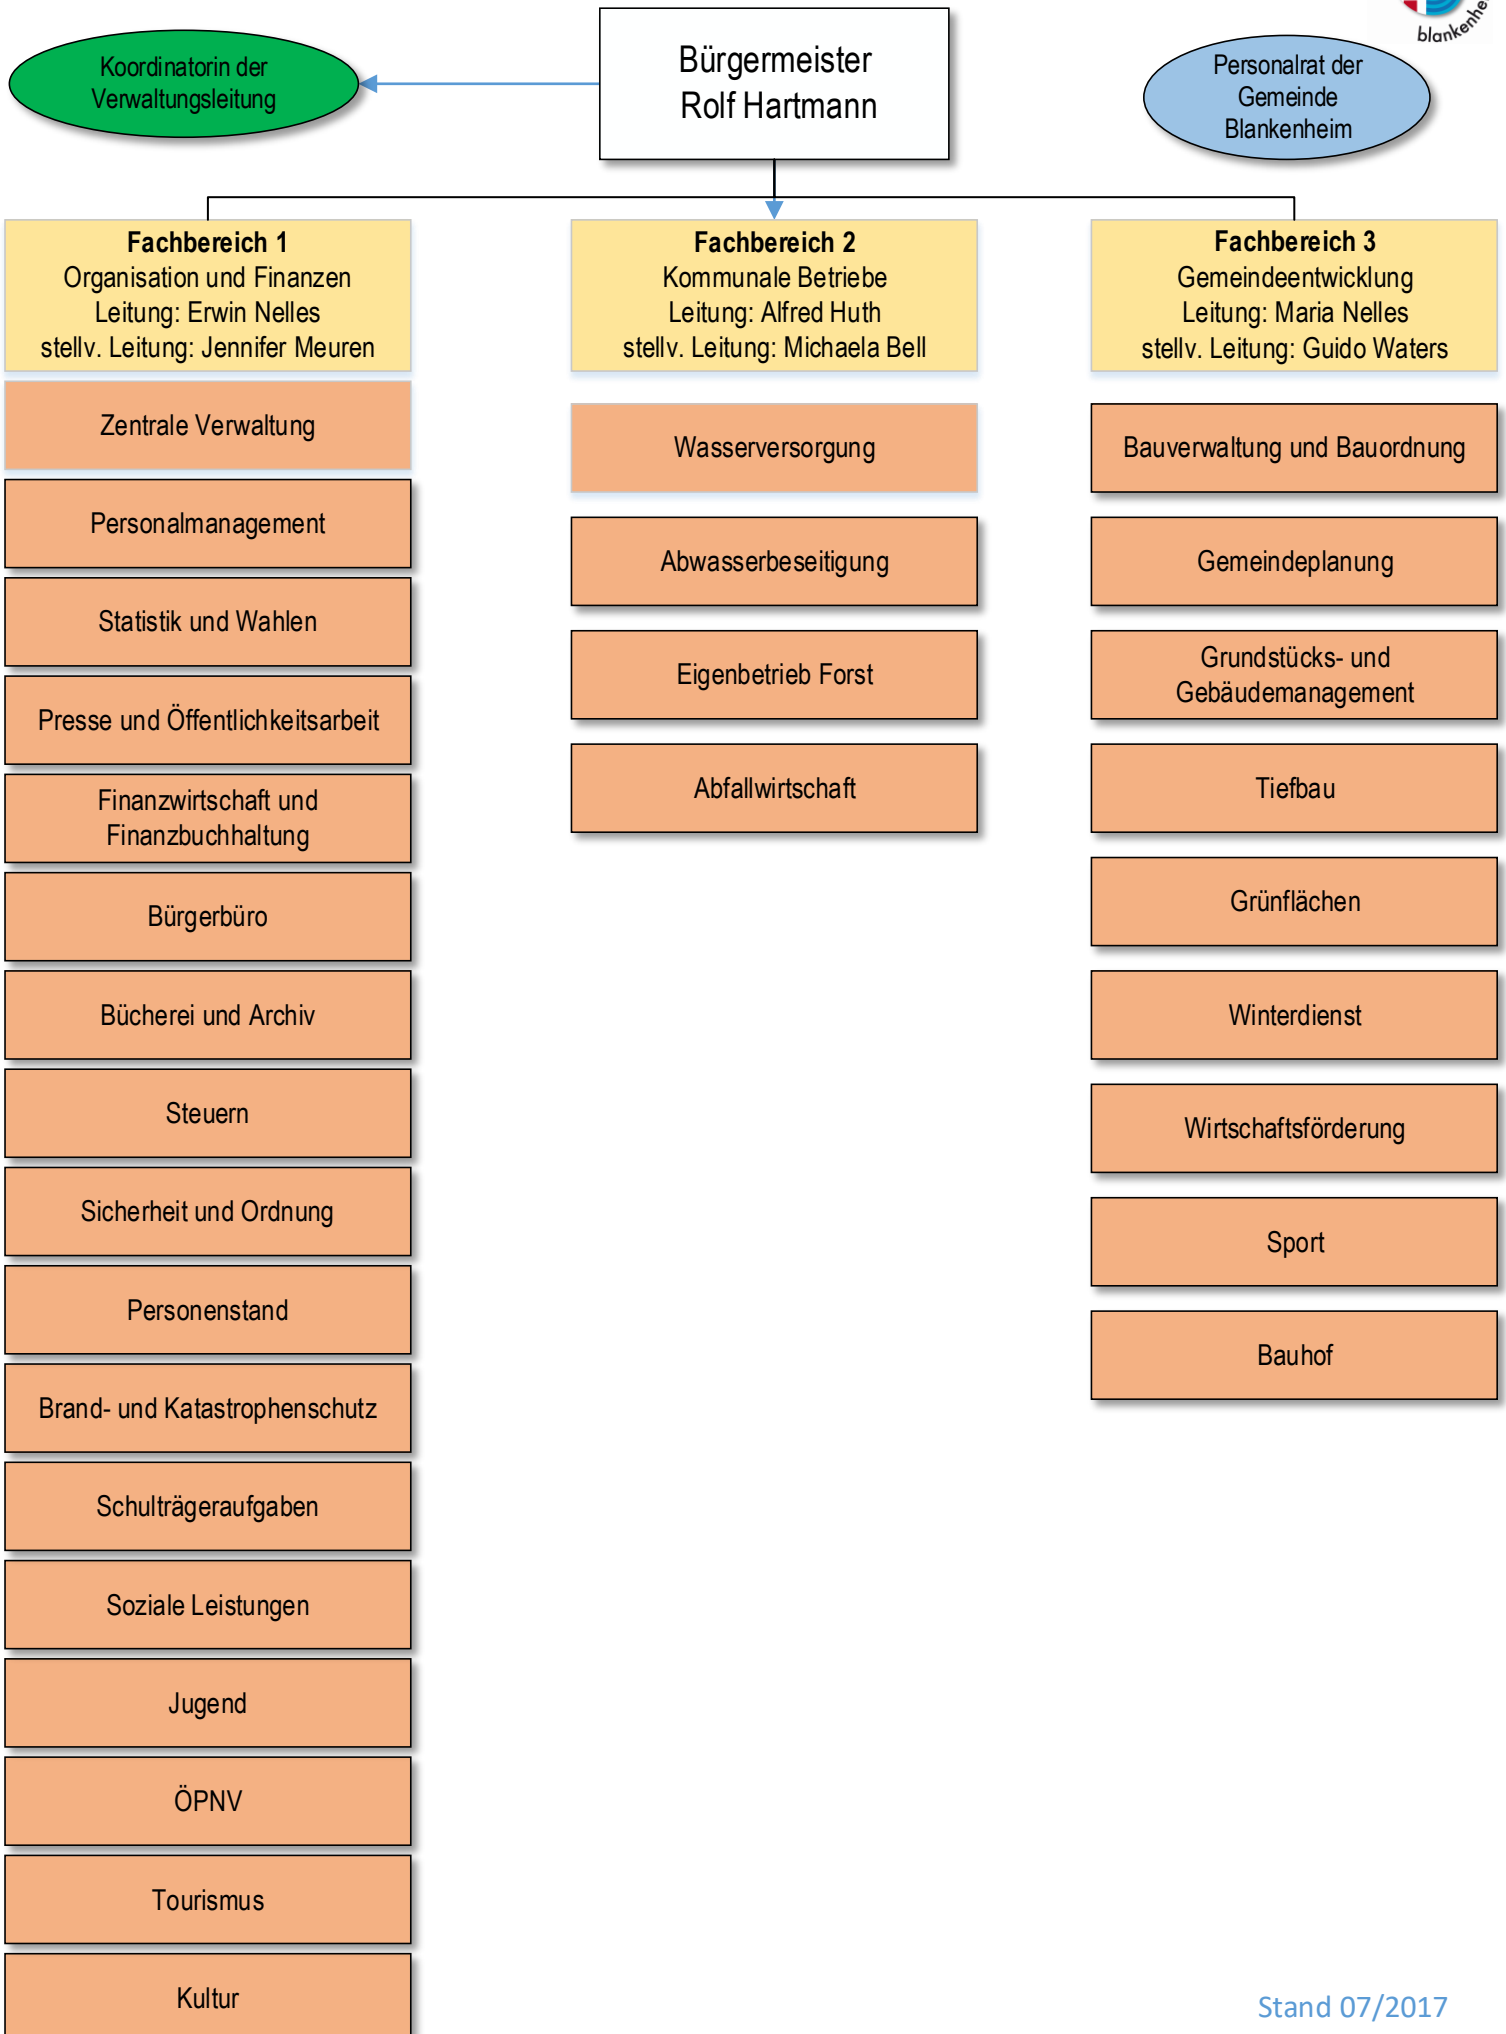 Koordinatorin der
Verwaltungsleitung
Bürgermeister
Rolf Hartmann
Personalrat der
Gemeinde
Blankenheim
Fachbereich 1
Organisation und Finanzen
Leitung: Erwin Nelles
stellv. Leitung: Jennifer Meuren
Zentrale Verwaltung
Personalmanagement
Statistik und Wahlen
Presse und Öffentlichkeitsarbeit
Finanzwirtschaft und
Finanzbuchhaltung
Bürgerbüro
Bücherei und Archiv
Steuern
Sicherheit und Ordnung
Personenstand
Brand- und Katastrophenschutz
Schulträgeraufgaben
Soziale Leistungen
Jugend
ÖPNV
Tourismus
Kultur
Fachbereich 2
Kommunale Betriebe
Leitung: Alfred Huth
stellv. Leitung: Michaela Bell
Wasserversorgung
Abwasserbeseitigung
Eigenbetrieb Forst
Abfallwirtschaft
Fachbereich 3
Gemeindeentwicklung
Leitung: Maria Nelles
stellv. Leitung: Guido Waters
Bauverwaltung und Bauordnung
Gemeindeplanung
Grundstücks- und
Gebäudemanagement
Tiefbau
Grünflächen
Winterdienst
Wirtschaftsförderung
Sport
Bauhof
Stand 07/2017